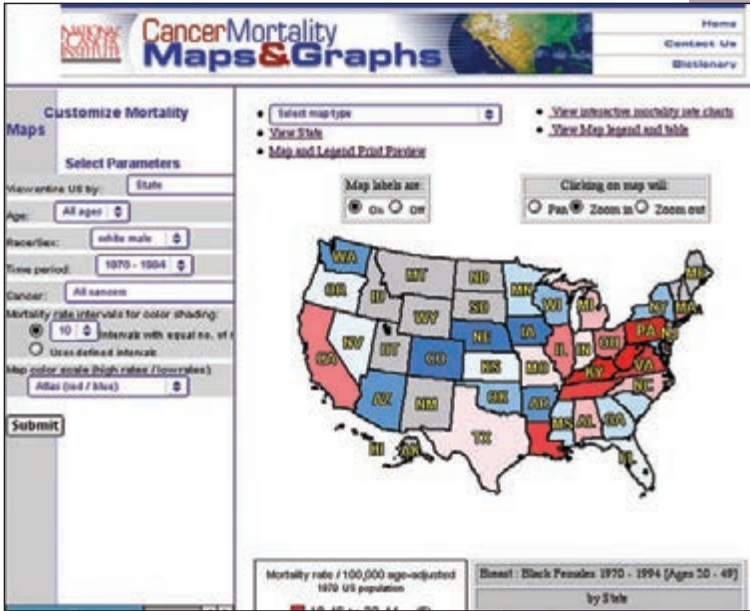 NATIONAL
CANCER
INSTITUTE
CancerMortality
Maps&Graphs
Home
Contact Us
Dictionary
Customize Mortality
Maps
Select Parameters
View entire US by: State
Age: All ages
Race/Sex: white male
Time period: 1970 - 1994
Cancer: All cancers
Mortality rate intervals for color shading:
10 intervals with equal no. of
User defined intervals
Map color scale (high rates / low rates)
Atlas (red / blue)
Submit
Select map type
View State
Map and Legend Print Preview
View interactive mortality rate charts
View Map legend and table
Map labels are:
On Off
Clicking on map will:
Pan Zoom in Zoom out
WA
MT
ND
MN
ME
OR
ID
SD
WI
MI
NY
MA
WY
NE
IA
PA
NJ
NV
UT
CO
IL
IN
OH
CA
KS
MO
KY
VA
NC
AZ
NM
OK
AR
TX
MS
AL
GA
HI
AK
FL
Mortality rate / 100,000 age-adjusted
1970 US population
Breast: Black Females 1970 - 1994 [Ages 20 - 49]
by State